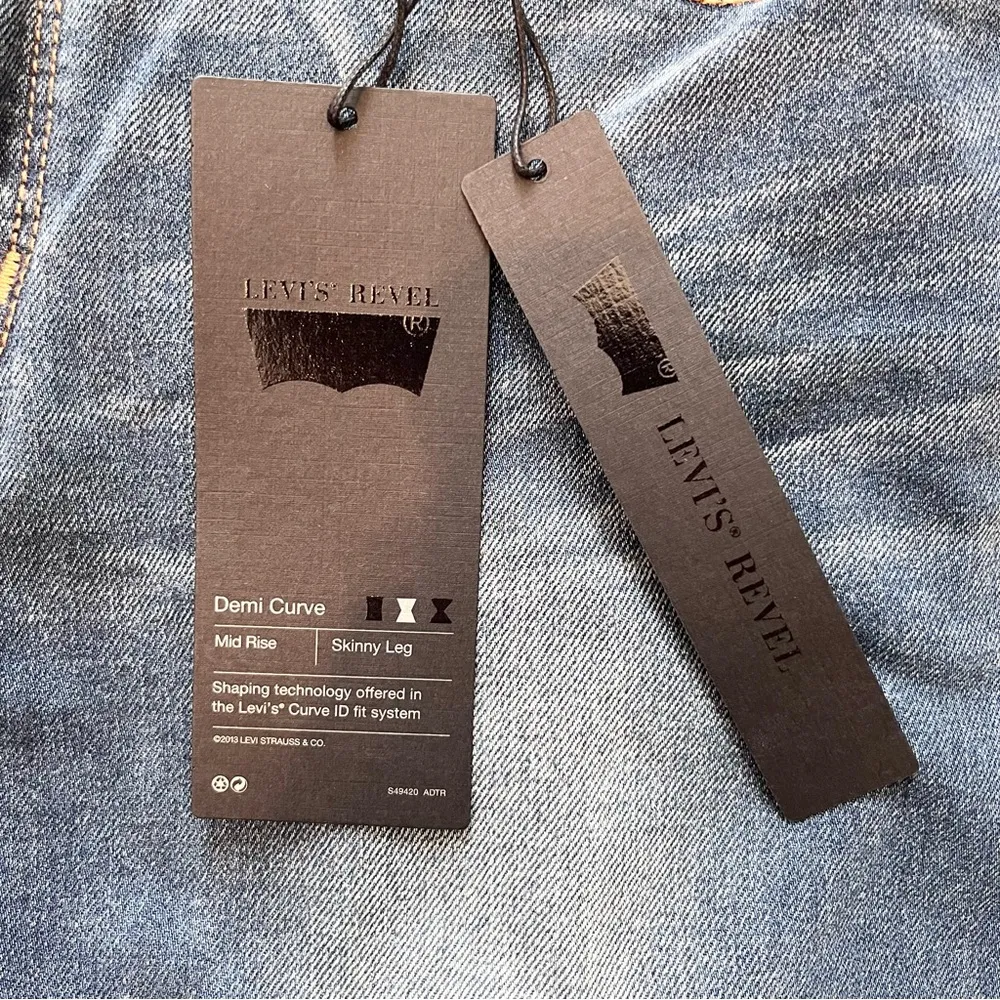 LEVI'S® REVEL
®
Demi Curve
Mid Rise
Skinny Leg
Shaping technology offered in
the Levi's® Curve ID fit system
©2013 LEVI STRAUSS & CO.
S49420 ADTR
®
LEVI'S® REVEL